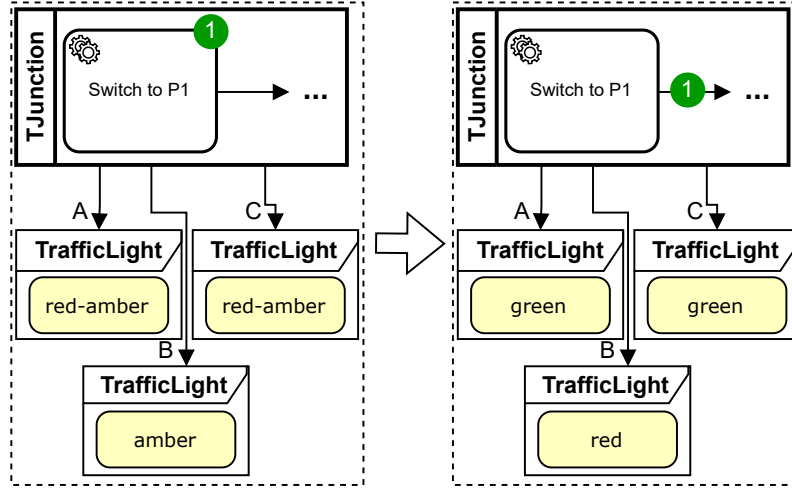 TJunction
1
Switch to P1
...
A
C
TrafficLight
TrafficLight
red-amber
red-amber
B
TrafficLight
amber
TJunction
Switch to P1
1
...
A
C
TrafficLight
TrafficLight
green
green
B
TrafficLight
red